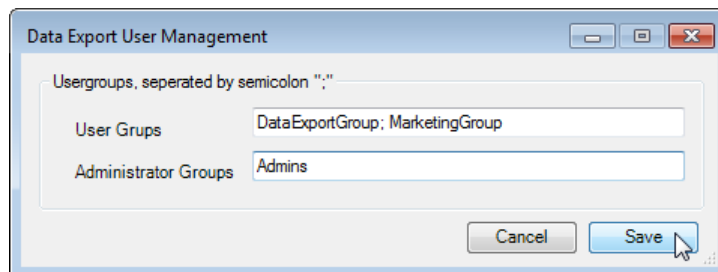 Data Export User Management
Usergroups, seperated by semicolon ";"
User Grups DataExportGroup; MarketingGroup
Administrator Groups Admins
Cancel Save